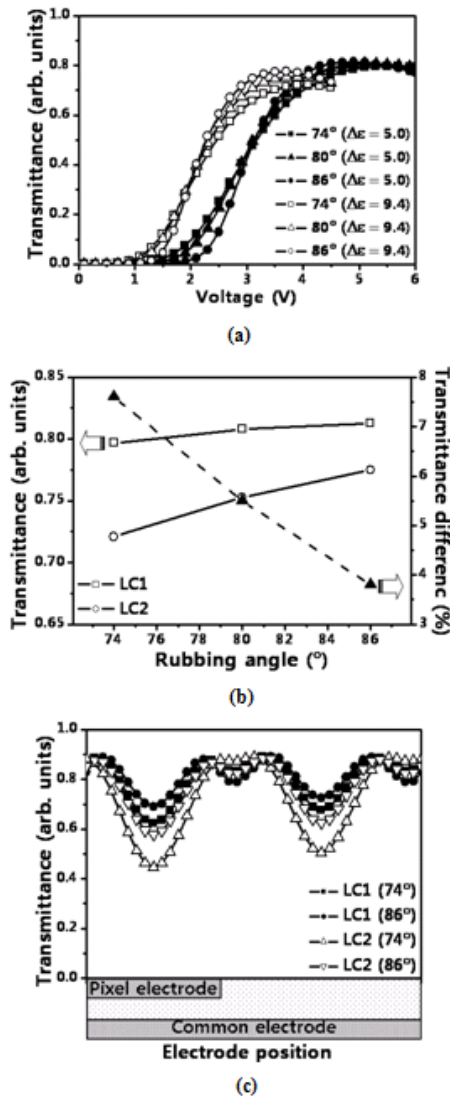 Transmittance (arb. units)
1.0
0.8
0.6
0.4
0.2
0.0
74° (Δε = 5.0)
80° (Δε = 5.0)
86° (Δε = 5.0)
74° (Δε = 9.4)
80° (Δε = 9.4)
86° (Δε = 9.4)
0 1 2 3 4 5 6
Voltage (V)
(a)
Transmittance (arb. units)
0.85
0.80
0.75
0.70
0.65
LC1
LC2
8
7
6
5
4
3
Transmittance differenc (%)
74 76 78 80 82 84 86
Rubbing angle (°)
(b)
Transmittance (arb. units)
1.0
0.8
0.6
0.4
0.2
0.0
LC1 (74°)
LC1 (86°)
LC2 (74°)
LC2 (86°)
Pixel electrode
Common electrode
Electrode position
(c)